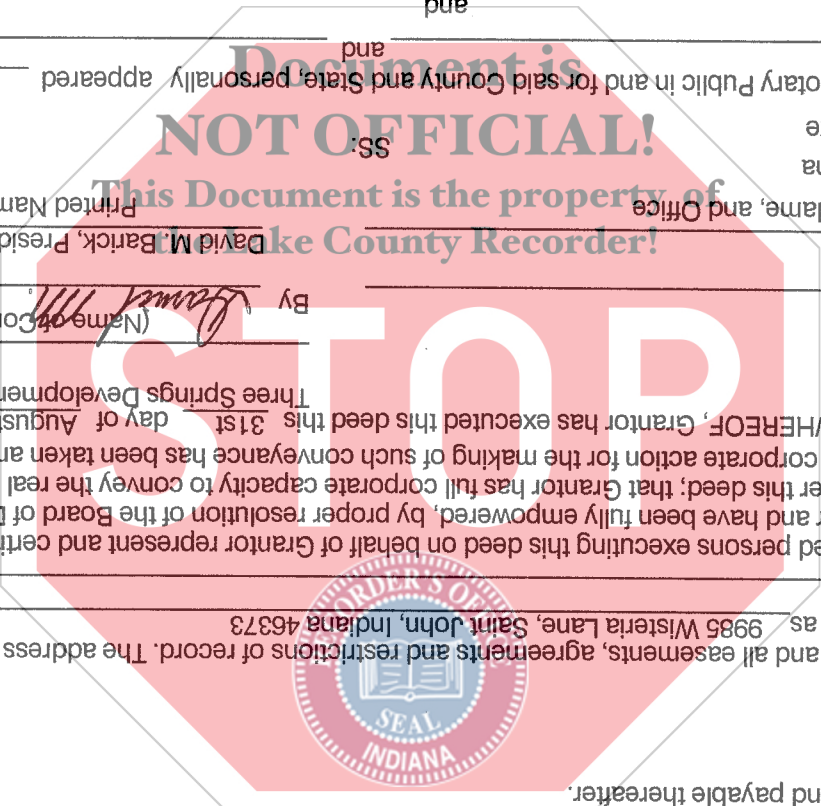 Document is
NOT OFFICIAL!
This Document is the property of
the Lake County Recorder!
STOP
RECORDER'S OFFICE
SEAL
INDIANA
nd payable thereafter.
and all easements, agreements and restrictions of record. The address
as 9985 Wisteria Lane, Saint John, Indiana 46373
ed persons executing this deed on behalf of Grantor represent and certi
r and have been fully empowered, by proper resolution of the Board of
er this deed; that Grantor has full corporate capacity to convey the real
corporate action for the making of such conveyance has been taken an
WHEREOF, Grantor has executed this deed this 31st day of August
Three Springs Developmen
(Name of Cor
By
David M. Barick, Presid
ame, and Office Printed Nam
na
SS:
e
otary Public in and for said County and State, personally appeared
and
and